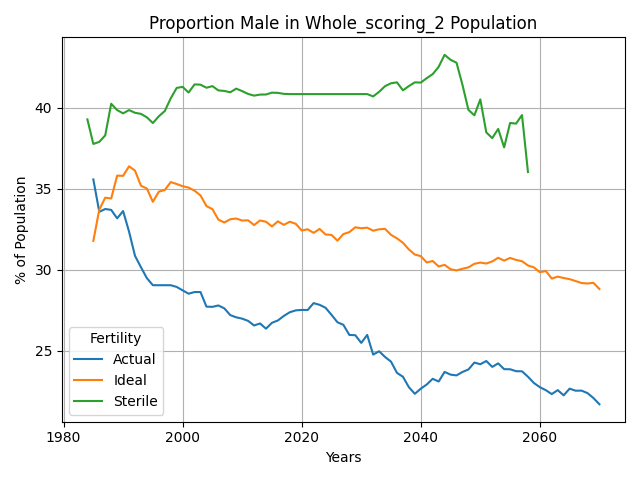 Proportion Male in Whole_scoring_2 Population
% of Population
40
35
30
25
Fertility
Actual
Ideal
Sterile
1980
2000
2020
2040
2060
Years